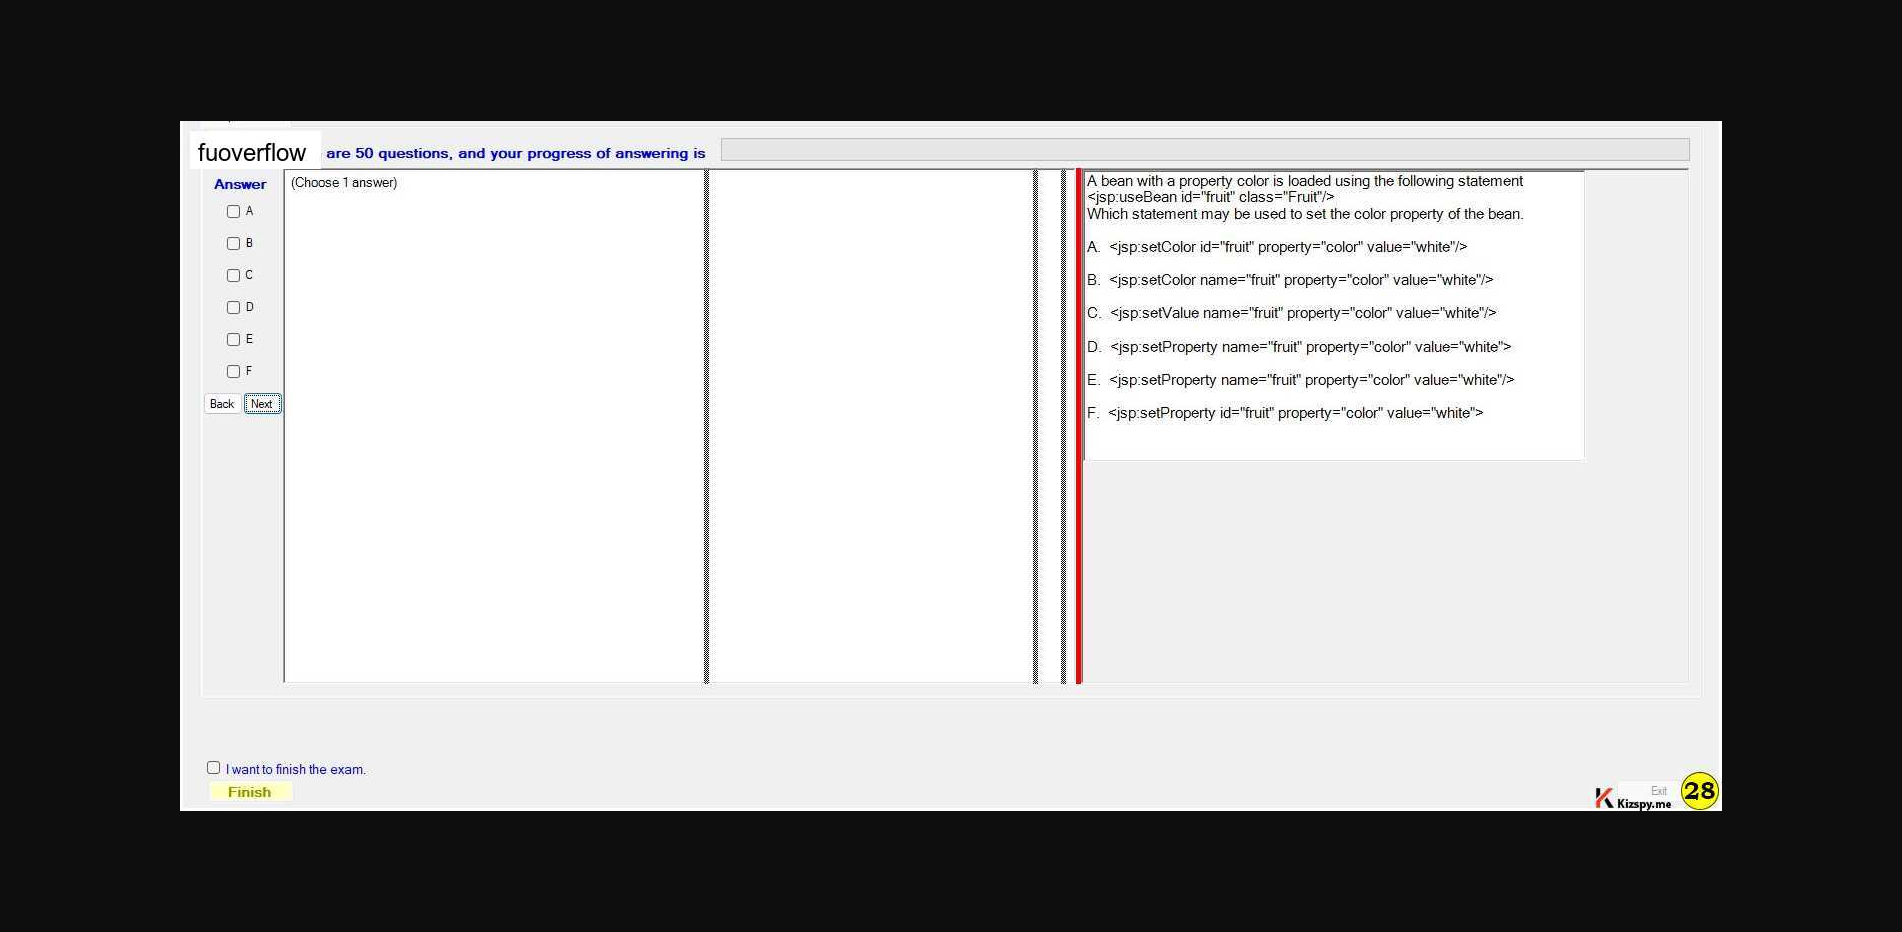 fuoverflow are 50 questions, and your progress of answering is
Answer
(Choose 1 answer)
A
B
C
D
E
F
Back Next
A bean with a property color is loaded using the following statement
<jsp:useBean id="fruit" class="Fruit"/>
Which statement may be used to set the color property of the bean.
A. <jsp:setColor id="fruit" property="color" value="white"/>
B. <jsp:setColor name="fruit" property="color" value="white"/>
C. <jsp:setValue name="fruit" property="color" value="white"/>
D. <jsp:setProperty name="fruit" property="color" value="white">
E. <jsp:setProperty name="fruit" property="color" value="white"/>
F. <jsp:setProperty id="fruit" property="color" value="white">
I want to finish the exam.
Finish
Exit
Kizspy.me
28